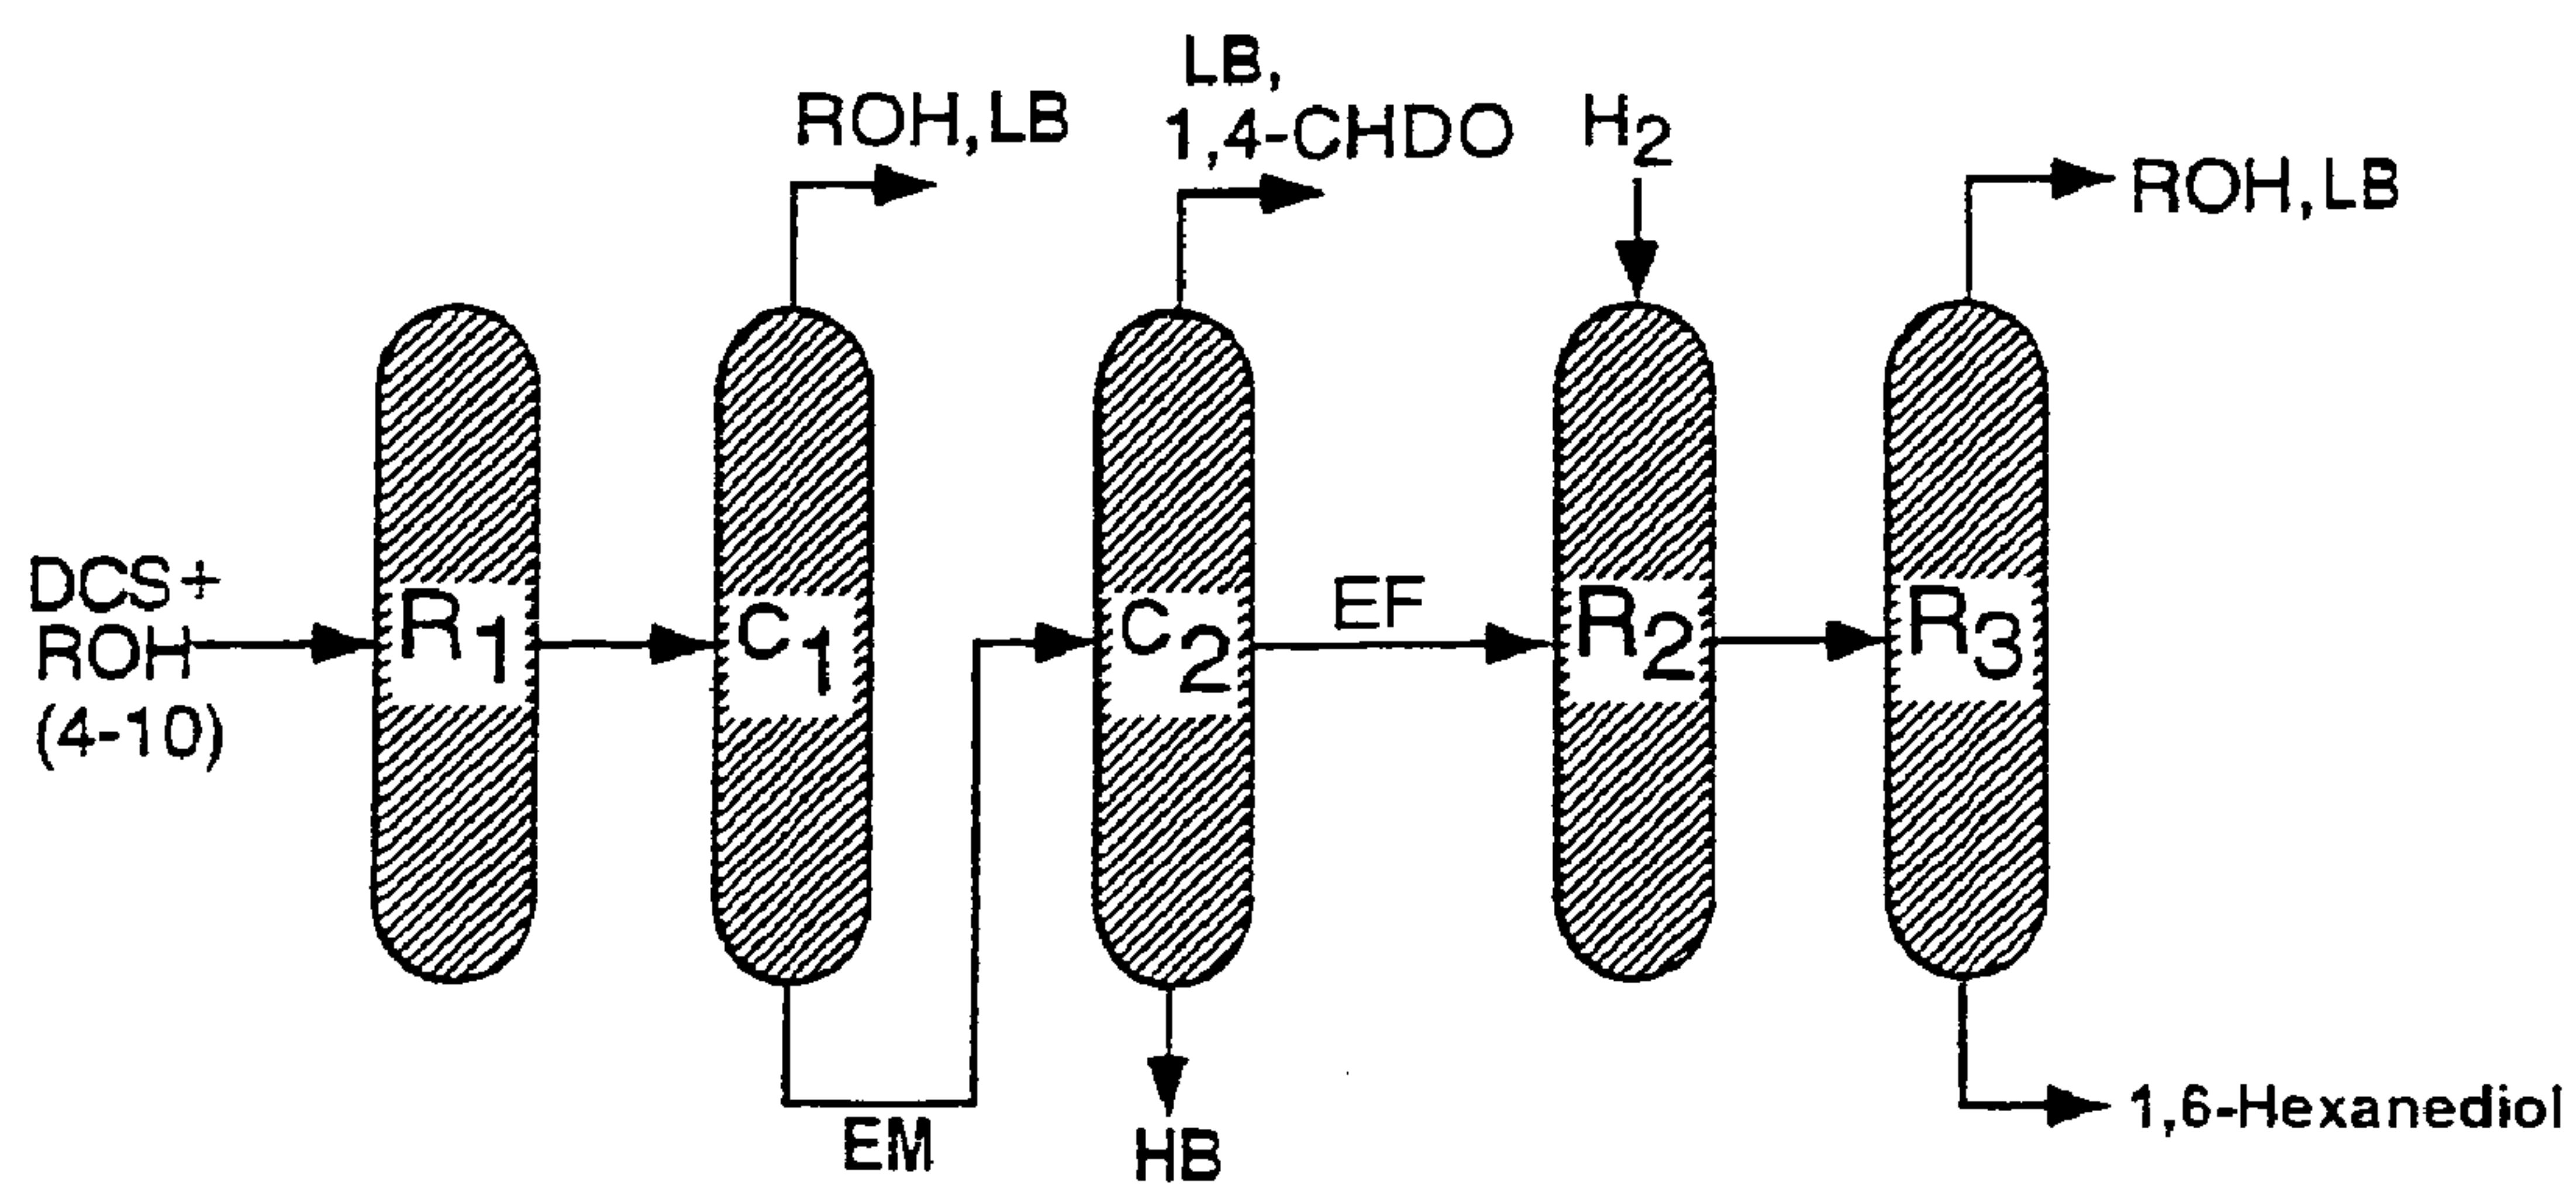 LB,
1,4-CHDO
ROH,LB
H2
ROH,LB
DCS+
ROH
(4-10)
R1
C1
C2
EF
R2
R3
EM
HB
1,6-Hexanediol